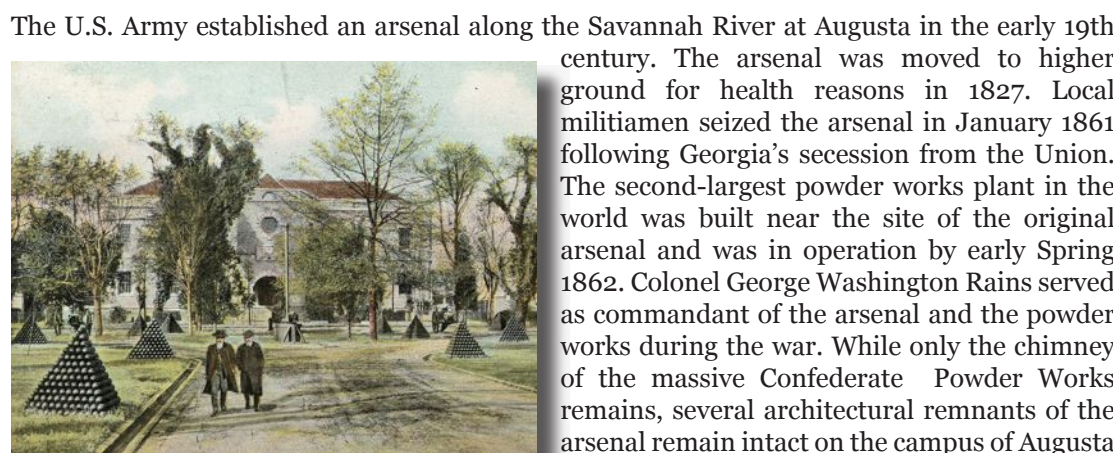 The U.S. Army established an arsenal along the Savannah River at Augusta in the early 19th
century. The arsenal was moved to higher
ground for health reasons in 1827. Local
militiamen seized the arsenal in January 1861
following Georgia's secession from the Union.
The second-largest powder works plant in the
world was built near the site of the original
arsenal and was in operation by early Spring
1862. Colonel George Washington Rains served
as commandant of the arsenal and the powder
works during the war. While only the chimney
of the massive Confederate Powder Works
remains, several architectural remnants of the
arsenal remain intact on the campus of Augusta